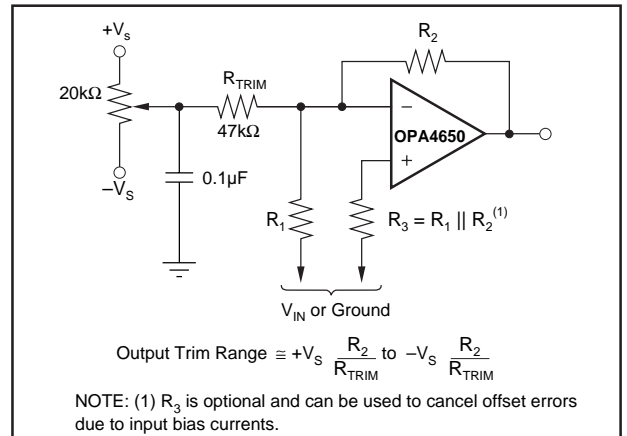 +Vs
20kΩ
–VS
RTRIM
47kΩ
0.1µF
R2
–
OPA4650
+
R1
R3 = R1 || R2(1)
VIN or Ground
Output Trim Range ≅ +VS R2/RTRIM to –VS R2/RTRIM
NOTE: (1) R3 is optional and can be used to cancel offset errors
due to input bias currents.